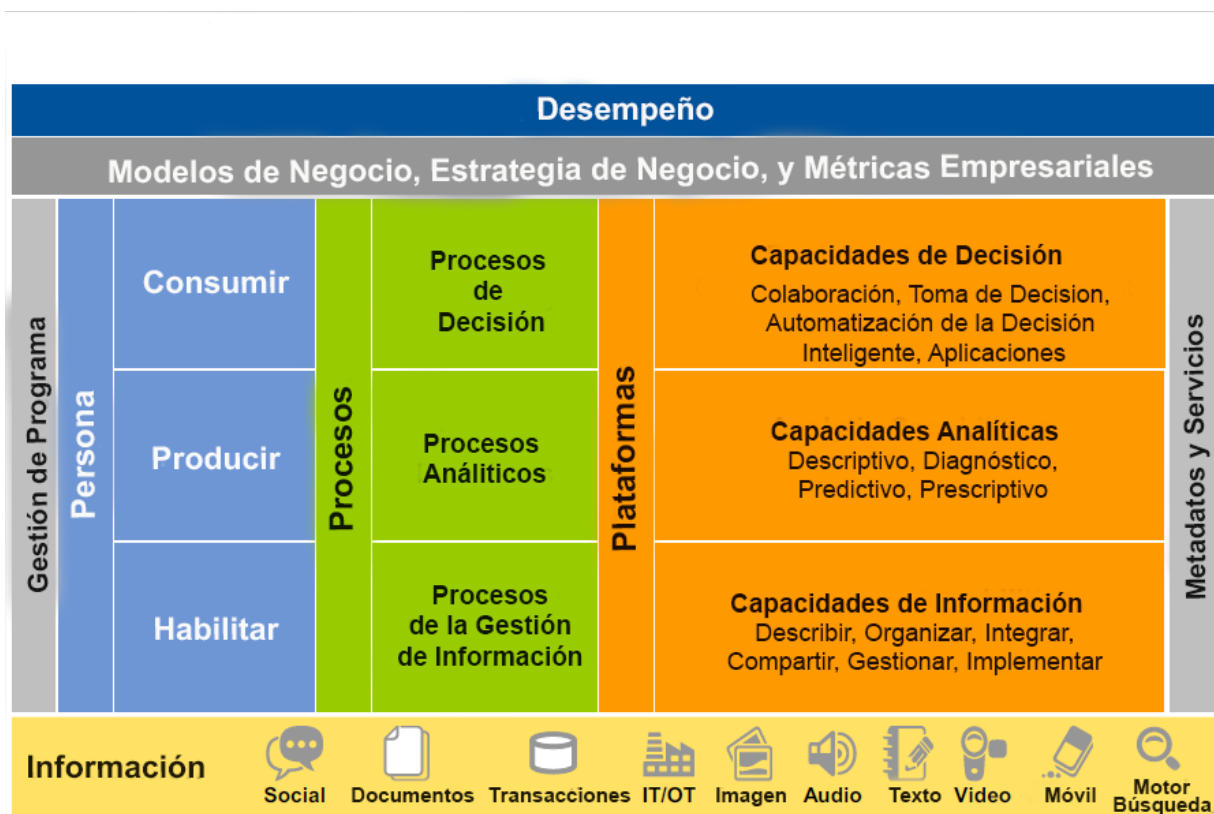 Desempeño
Modelos de Negocio, Estrategia de Negocio, y Métricas Empresariales
Gestión de Programa
Persona
Consumir
Producir
Habilitar
Procesos
Procesos
de
Decisión
Procesos
Análiticos
Procesos
de la Gestión
de Información
Plataformas
Capacidades de Decisión
Colaboración, Toma de Decision,
Automatización de la Decisión
Inteligente, Aplicaciones
Capacidades Analíticas
Descriptivo, Diagnóstico,
Predictivo, Prescriptivo
Capacidades de Información
Describir, Organizar, Integrar,
Compartir, Gestionar, Implementar
Metadatos y Servicios
Información
Social
Documentos
Transacciones
IT/OT
Imagen
Audio
Texto
Video
Móvil
Motor
Búsqueda